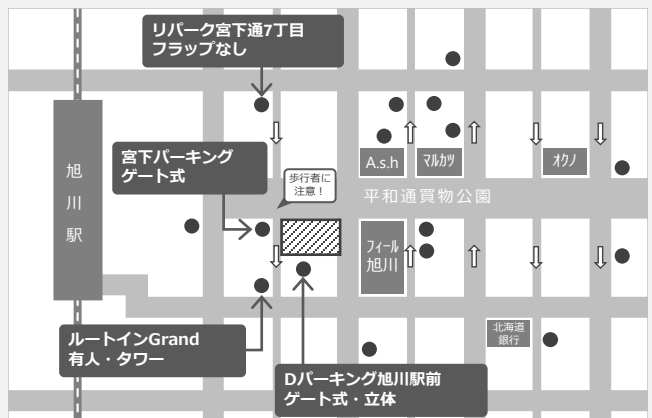 リパーク宮下通7丁目
フラップなし
宮下パーキング
ゲート式
歩行者に
注意！
A.s.h
マルカツ
オクノ
旭川駅
平和通買物公園
フィール
旭川
ルートインGrand
有人・タワー
Dパーキング旭川駅前
ゲート式・立体
北海道
銀行